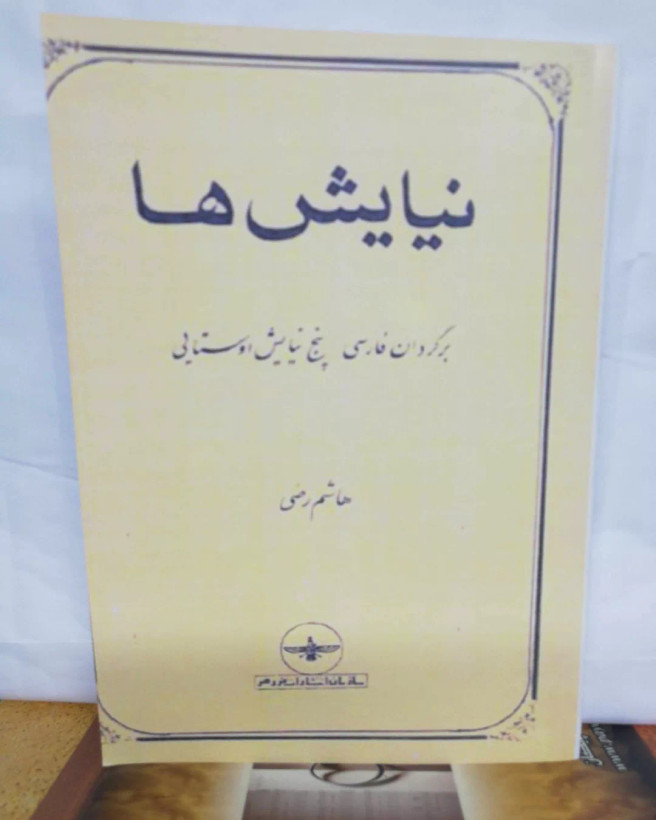 نیایش ها
برگردان فارسی پنج نیایش اوستایی
هاشم رضی
سازمان انتشارات فروهر